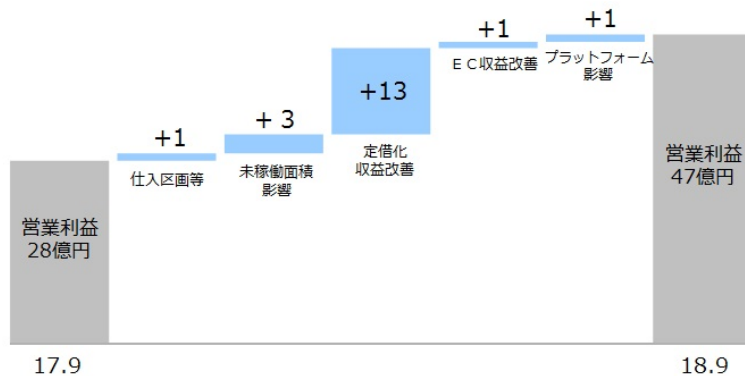 +1
+1
+13
+ 3
+1
ＥＣ収益改善
プラットフォーム
影響
仕入区画等
未稼働面積
影響
定借化
収益改善
営業利益
28億円
営業利益
47億円
17.9
18.9